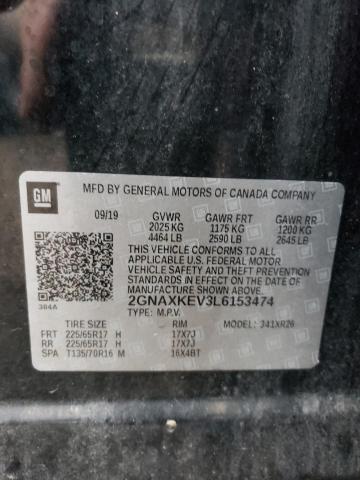 GM
MFD BY GENERAL MOTORS OF CANADA COMPANY
09/19 GVWR GAWR FRT GAWR RR
2025 KG 1175 KG 1200 KG
4464 LB 2590 LB 2645 LB
THIS VEHICLE CONFORMS TO ALL
APPLICABLE U.S. FEDERAL MOTOR
VEHICLE SAFETY, BUMPER, AND THEFT PREVENTION
STANDARDS IN EFFECT ON THE DATE OF
MANUFACTURE SHOWN ABOVE.
384A 2GNAXKEV3L6153474
TYPE: M.P.V. MODEL: 341XR26
TIRE SIZE RIM
FRT 225/65R17 H 17X7J
RR 225/65R17 H 17X7J
SPA T135/70R16 M 16X4BT